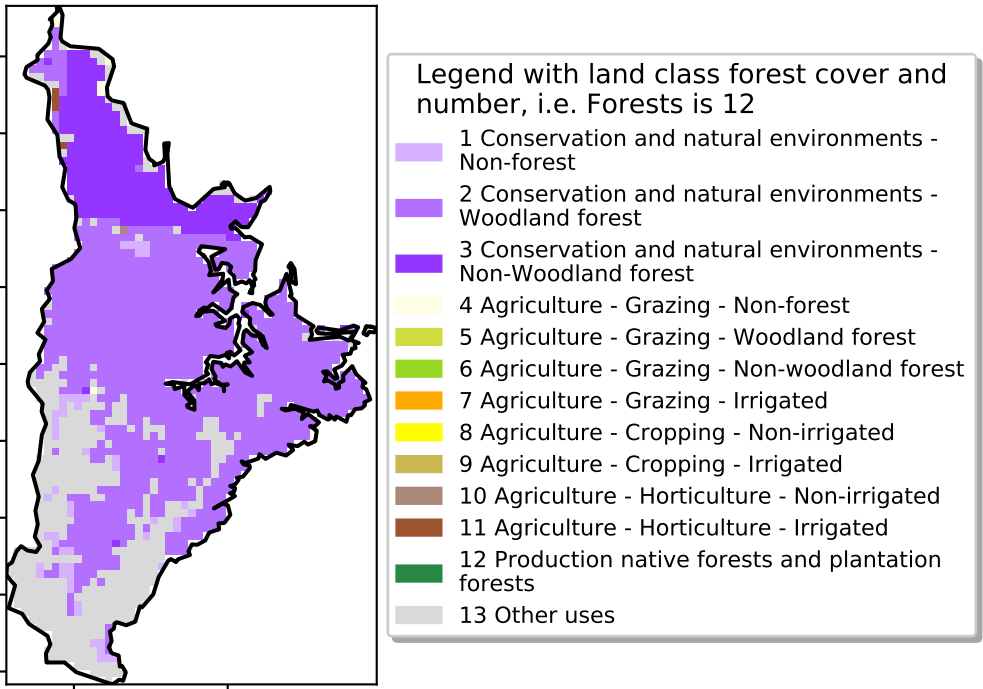 Legend with land class forest cover and
number, i.e. Forests is 12
1 Conservation and natural environments -
Non-forest
2 Conservation and natural environments -
Woodland forest
3 Conservation and natural environments -
Non-Woodland forest
4 Agriculture - Grazing - Non-forest
5 Agriculture - Grazing - Woodland forest
6 Agriculture - Grazing - Non-woodland forest
7 Agriculture - Grazing - Irrigated
8 Agriculture - Cropping - Non-irrigated
9 Agriculture - Cropping - Irrigated
10 Agriculture - Horticulture - Non-irrigated
11 Agriculture - Horticulture - Irrigated
12 Production native forests and plantation
forests
13 Other uses